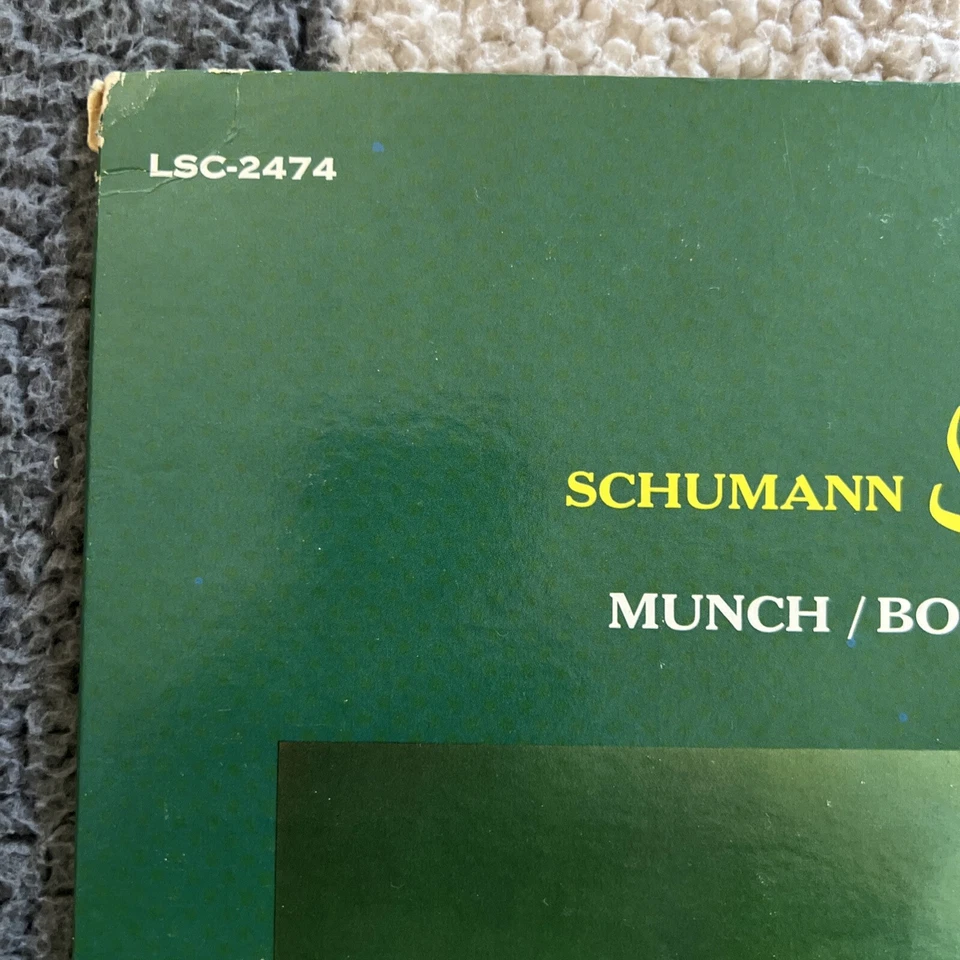 LSC-2474
SCHUMANN S
MUNCH / BO